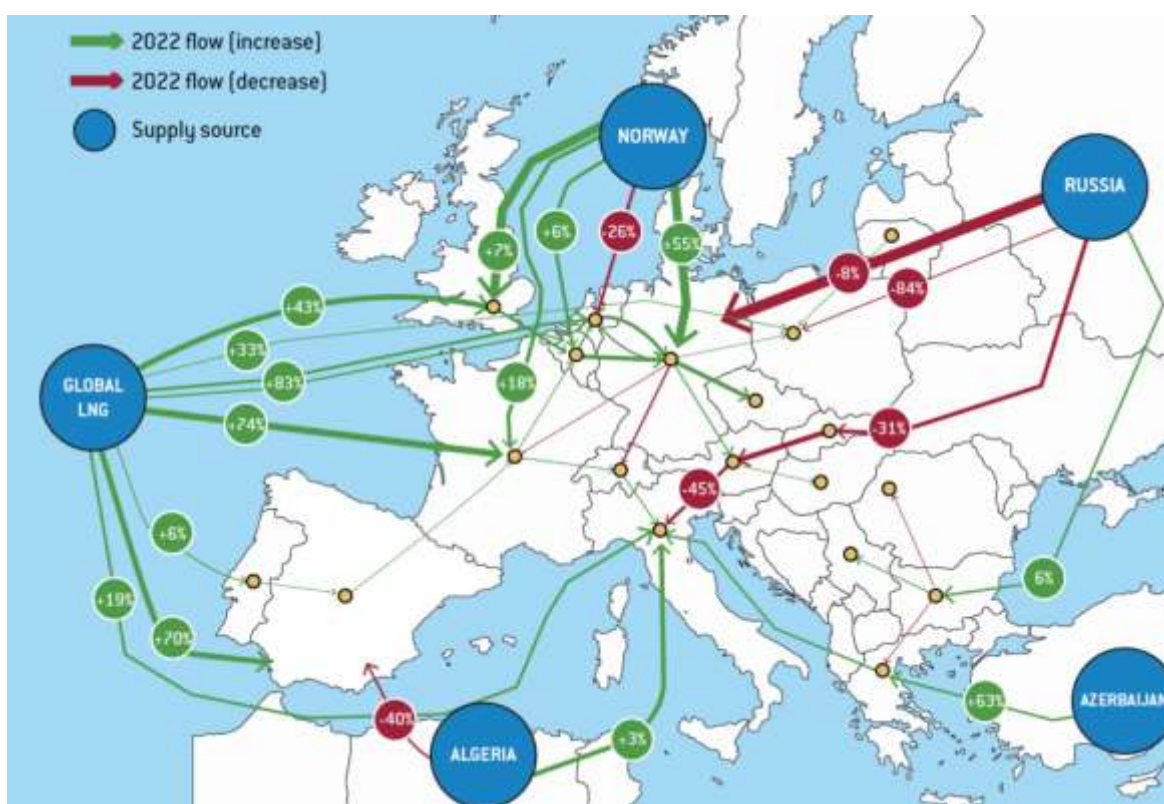 2022 flow (increase)
2022 flow (decrease)
Supply source
NORWAY
RUSSIA
+7%
+6%
-26%
+55%
-8%
-84%
+43%
+33%
+83%
GLOBAL
LNG
+18%
+74%
-31%
-45%
+6%
+19%
6%
+70%
-40%
+3%
+63%
ALGERIA
AZERBAIJAN